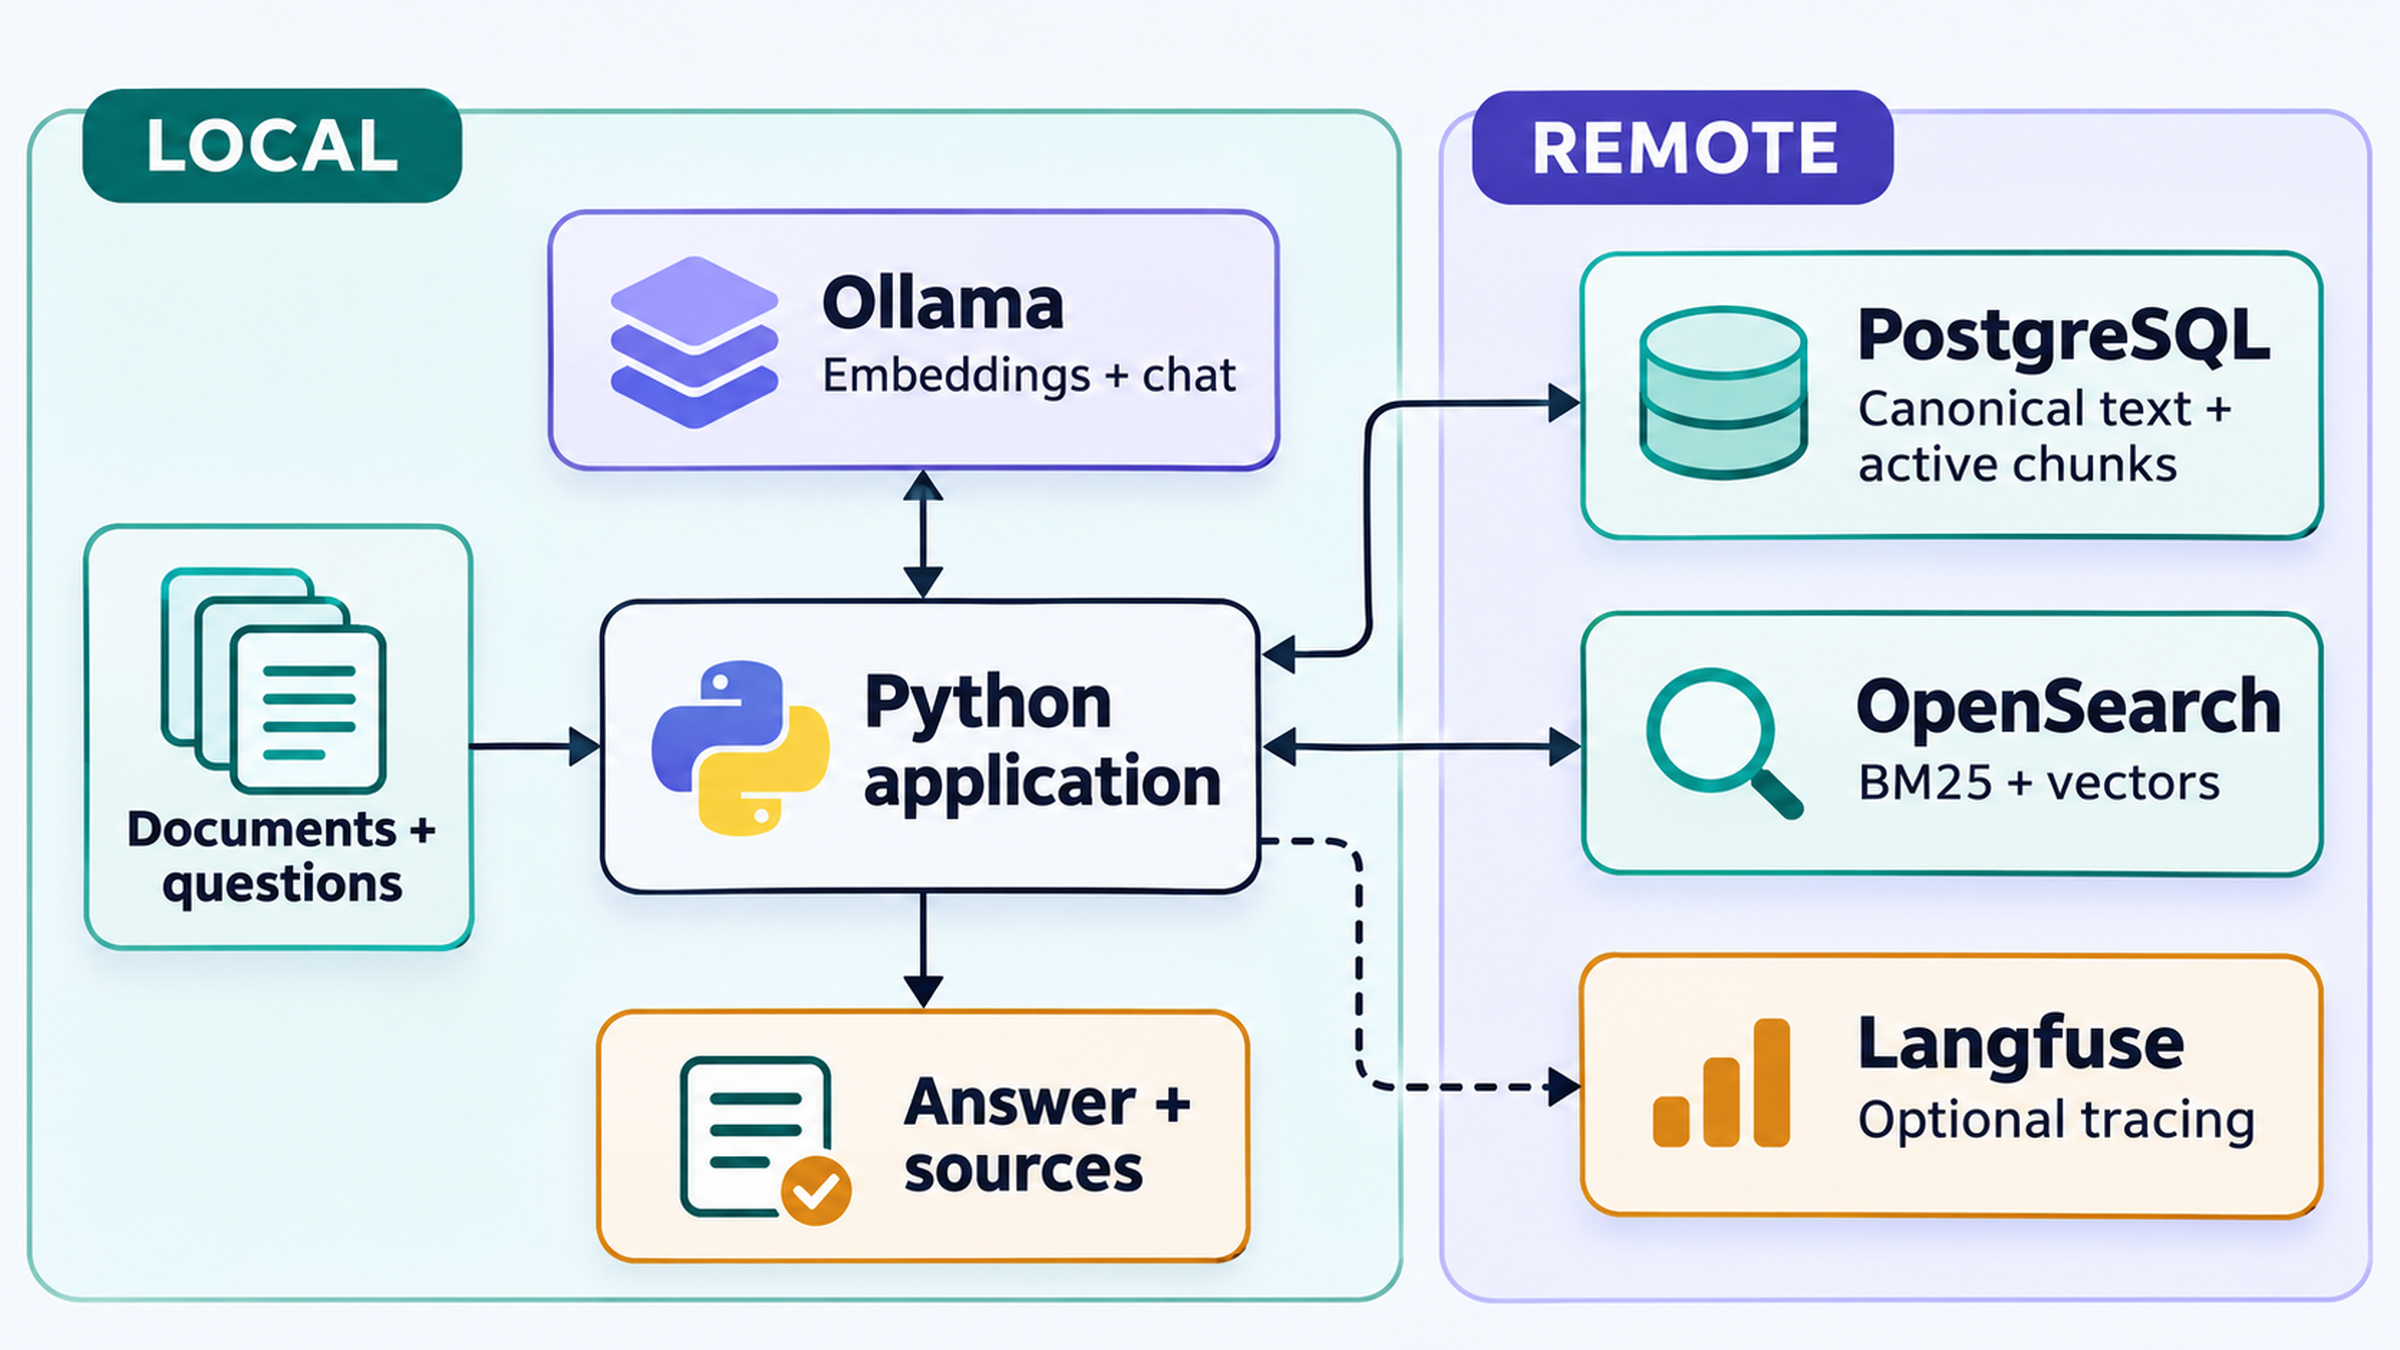 LOCAL
Ollama
Embeddings + chat
Documents +
questions
Python
application
Answer +
sources
REMOTE
PostgreSQL
Canonical text +
active chunks
OpenSearch
BM25 + vectors
Langfuse
Optional tracing